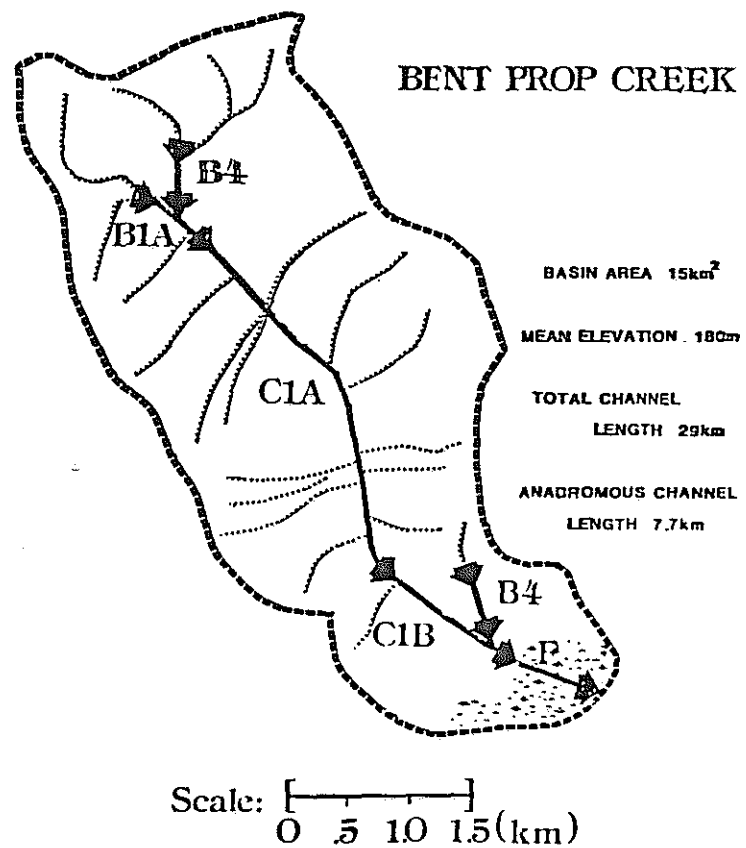 BENT PROP CREEK
B4
B1A
BASIN AREA 15km²
MEAN ELEVATION . 180m
C1A
TOTAL CHANNEL
LENGTH 29km
ANADROMOUS CHANNEL
LENGTH 7.7km
B4
C1B
Scale:
0 .5 1.0 1.5(km)